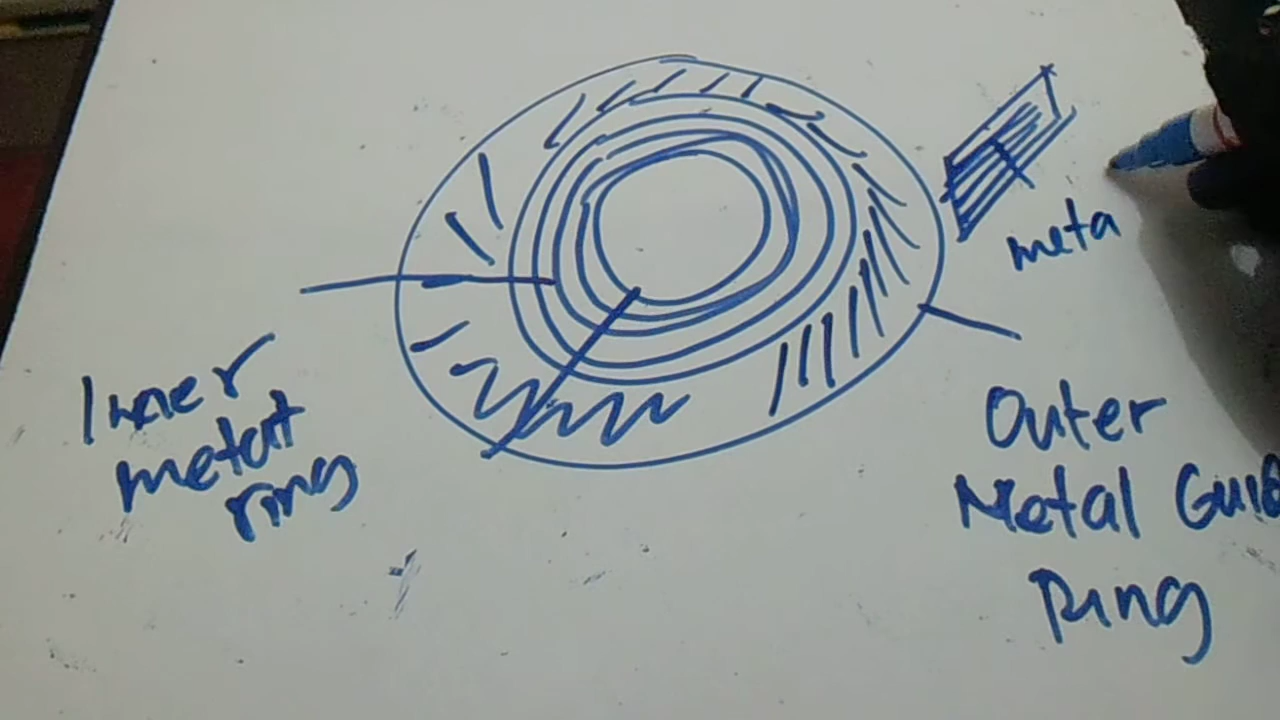 Inner
metal
ring
meta
Outer
Metal Guid
Ring